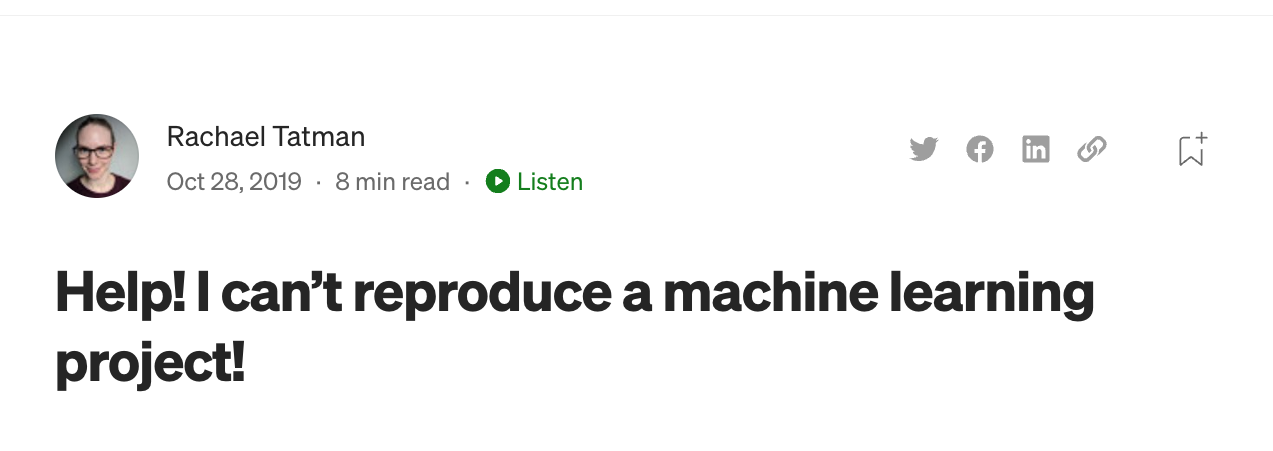 Rachael Tatman
Oct 28, 2019 · 8 min read · Listen
Help! I can’t reproduce a machine learning
project!